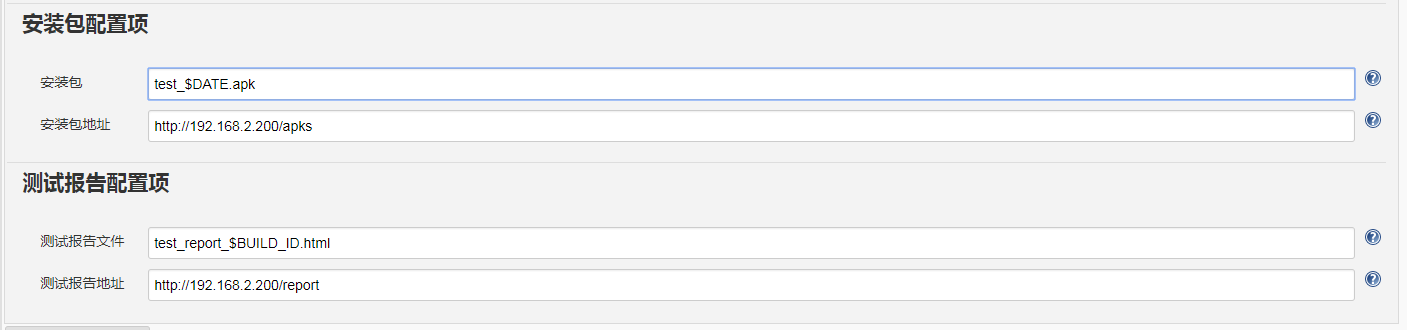 安装包配置项
安装包 test_$DATE.apk
安装包地址 http://192.168.2.200/apks
测试报告配置项
测试报告文件 test_report_$BUILD_ID.html
测试报告地址 http://192.168.2.200/report